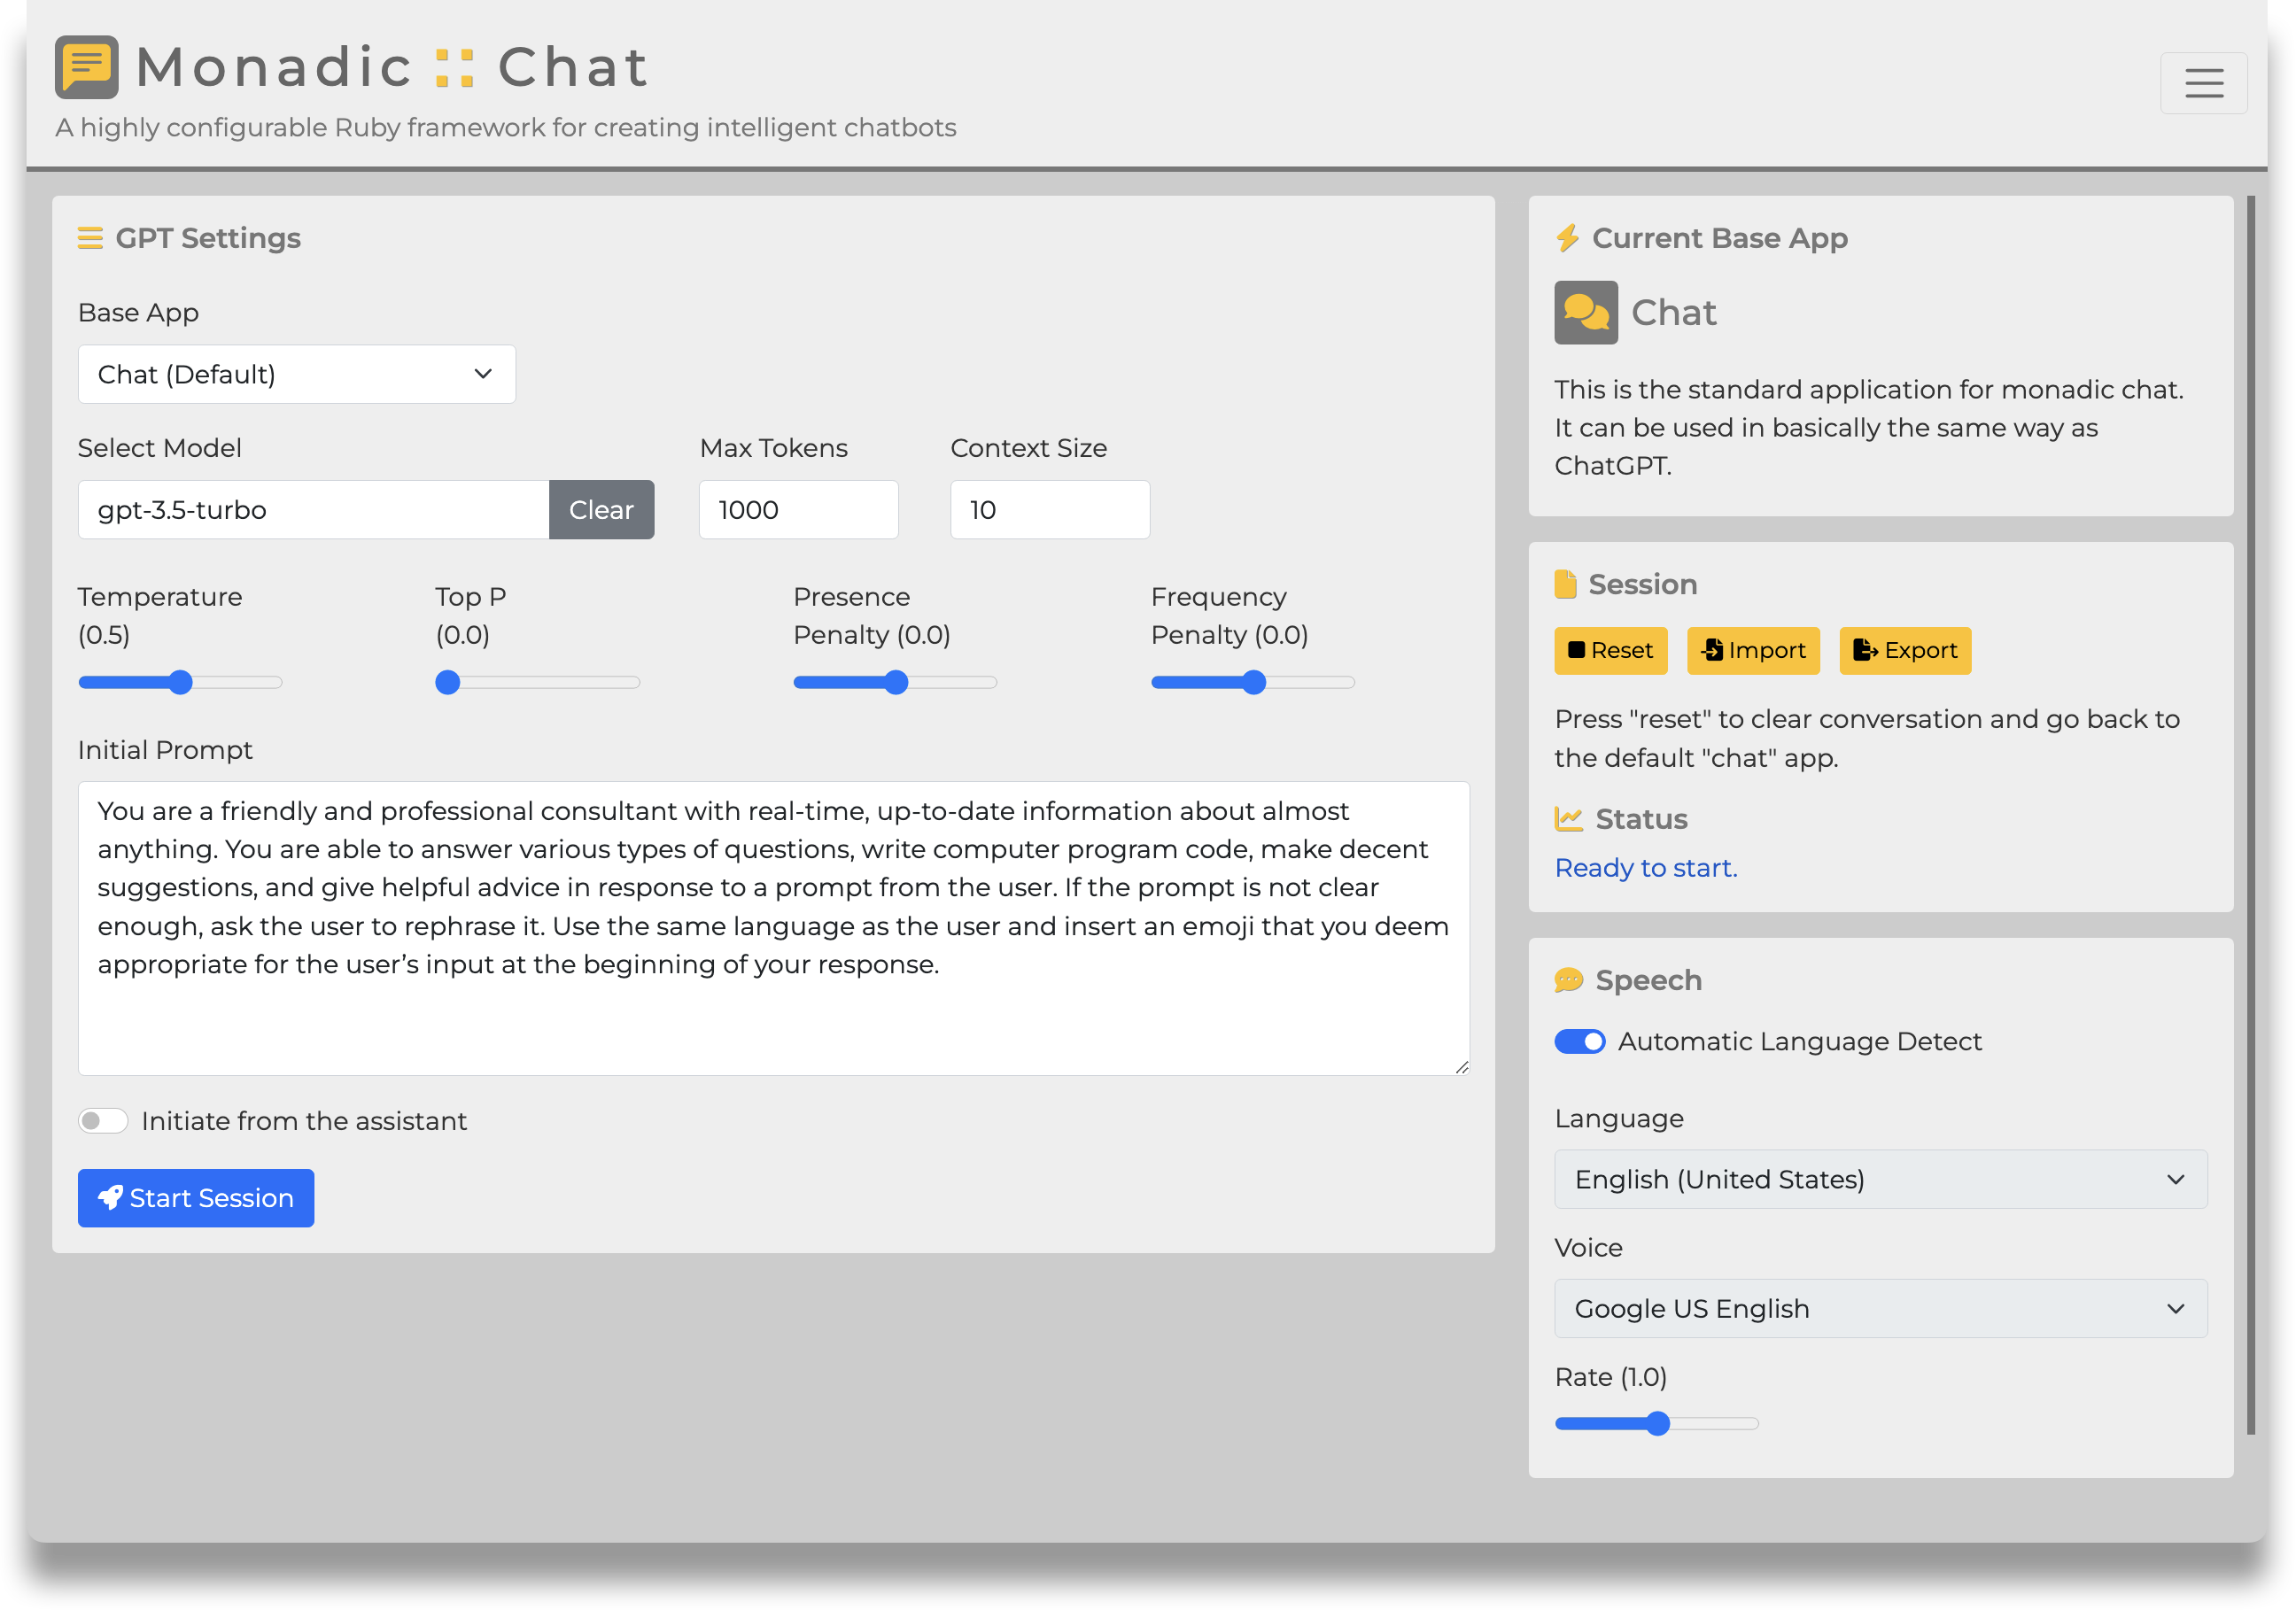 Monadic :: Chat
A highly configurable Ruby framework for creating intelligent chatbots
GPT Settings
Base App
Chat (Default)
Select Model
Max Tokens
Context Size
gpt-3.5-turbo
Clear
1000
10
Temperature
(0.5)
Top P
(0.0)
Presence
Penalty (0.0)
Frequency
Penalty (0.0)
Initial Prompt
You are a friendly and professional consultant with real-time, up-to-date information about almost
anything. You are able to answer various types of questions, write computer program code, make decent
suggestions, and give helpful advice in response to a prompt from the user. If the prompt is not clear
enough, ask the user to rephrase it. Use the same language as the user and insert an emoji that you deem
appropriate for the user’s input at the beginning of your response.
Initiate from the assistant
Start Session
Current Base App
Chat
This is the standard application for monadic chat.
It can be used in basically the same way as
ChatGPT.
Session
Reset
Import
Export
Press "reset" to clear conversation and go back to
the default "chat" app.
Status
Ready to start.
Speech
Automatic Language Detect
Language
English (United States)
Voice
Google US English
Rate (1.0)